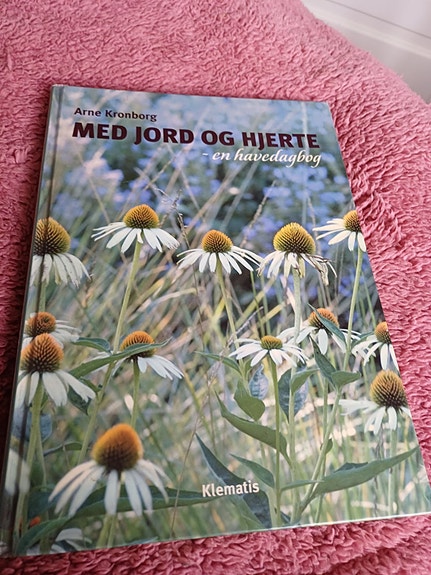 Arne Kronborg
MED JORD OG HJERTE
- en havedagbog
Klematis